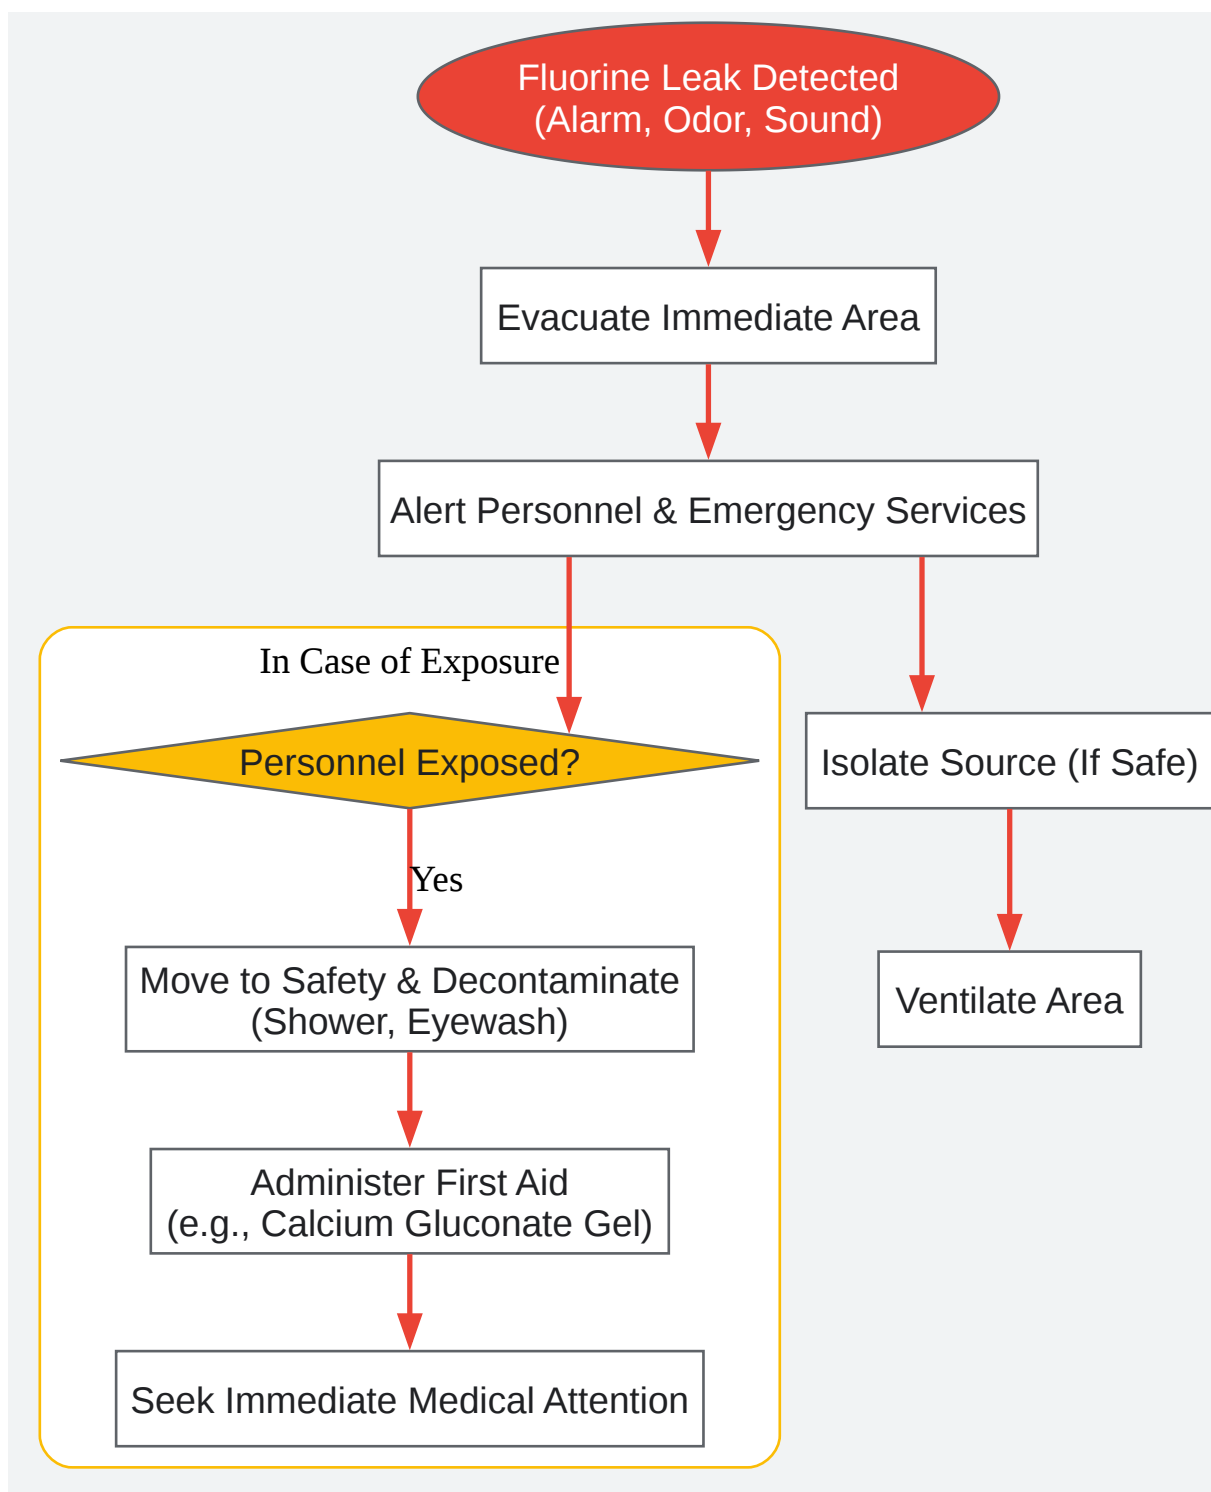 Fluorine Leak Detected
(Alarm, Odor, Sound)
Evacuate Immediate Area
Alert Personnel & Emergency Services
In Case of Exposure
Personnel Exposed?
Isolate Source (If Safe)
Yes
Move to Safety & Decontaminate
(Shower, Eyewash)
Ventilate Area
Administer First Aid
(e.g., Calcium Gluconate Gel)
Seek Immediate Medical Attention